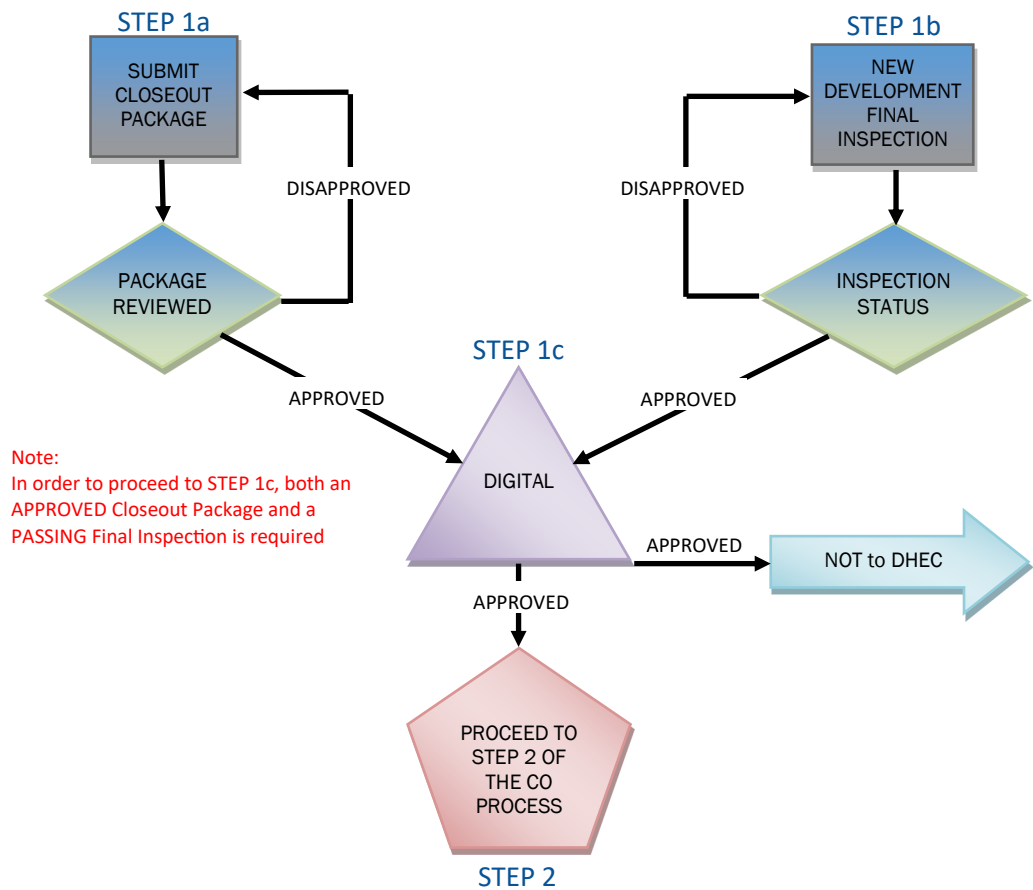 STEP 1a
SUBMIT
CLOSEOUT
PACKAGE
DISAPPROVED
PACKAGE
REVIEWED
APPROVED
STEP 1b
NEW
DEVELOPMENT
FINAL
INSPECTION
DISAPPROVED
INSPECTION
STATUS
APPROVED
STEP 1c
DIGITAL
Note:
In order to proceed to STEP 1c, both an
APPROVED Closeout Package and a
PASSING Final Inspection is required
APPROVED
NOT to DHEC
APPROVED
PROCEED TO
STEP 2 OF
THE CO
PROCESS
STEP 2